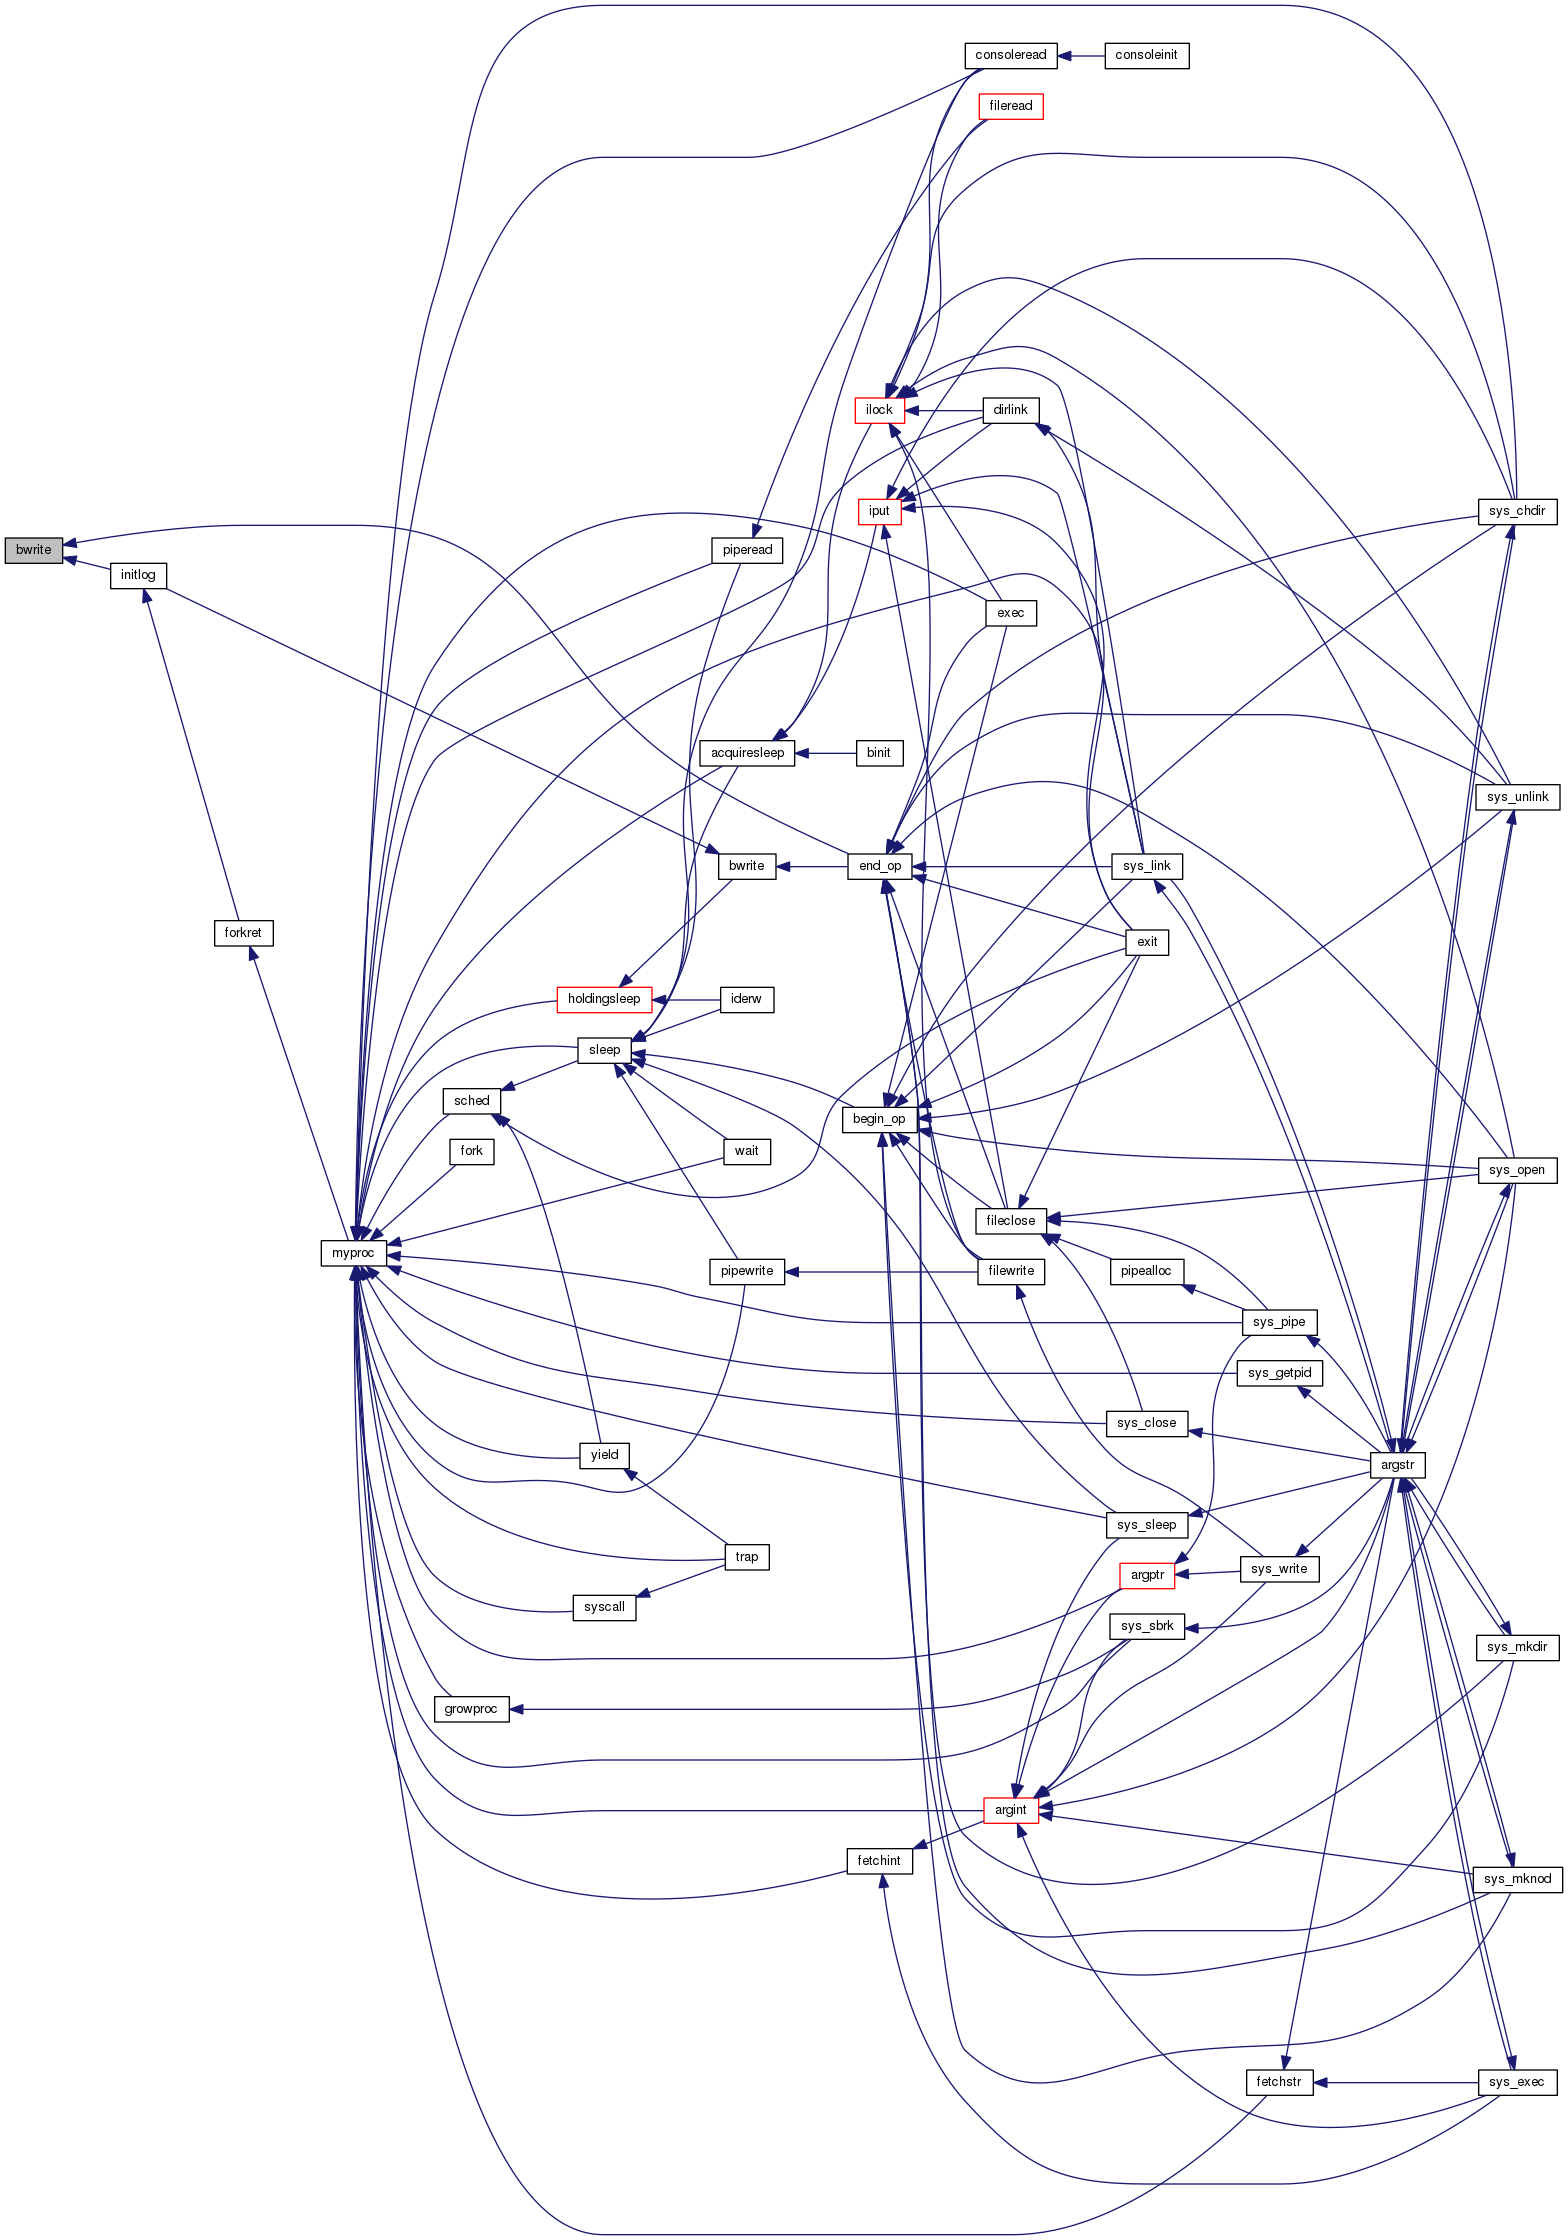 consoleread
consoleinit
fileread
ilock
dirlink
iput
sys_chdir
bwrite
piperead
initlog
exec
acquiresleep
binit
sys_unlink
bwrite
end_op
sys_link
forkret
exit
holdingsleep
iderw
sleep
sched
begin_op
fork
wait
sys_open
fileclose
myproc
pipewrite
filewrite
pipealloc
sys_pipe
sys_getpid
sys_close
yield
argstr
sys_sleep
trap
argptr
sys_write
syscall
sys_sbrk
sys_mkdir
growproc
argint
fetchint
sys_mknod
fetchstr
sys_exec